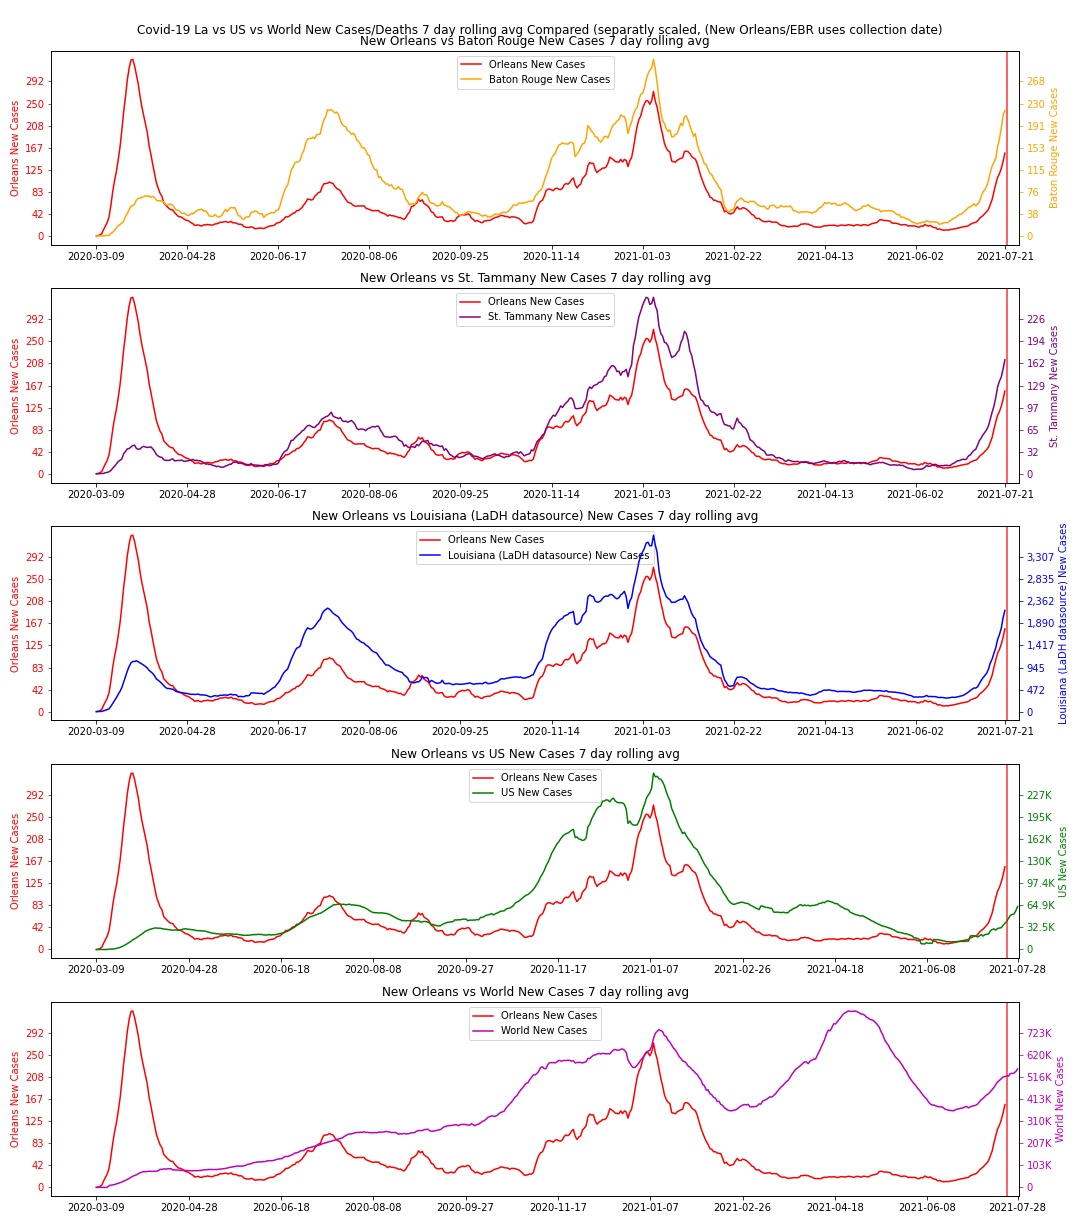 Covid-19 La vs US vs World New Cases/Deaths 7 day rolling avg Compared (separatly scaled, (New Orleans/EBR uses collection date)
New Orleans vs Baton Rouge New Cases 7 day rolling avg
Orleans New Cases
Baton Rouge New Cases
Orleans New Cases
292
250
208
167
125
83
42
0
268
230
191
153
115
76
38
0
Baton Rouge New Cases
2020-03-09 2020-04-28 2020-06-17 2020-08-06 2020-09-25 2020-11-14 2021-01-03 2021-02-22 2021-04-13 2021-06-02 2021-07-21
New Orleans vs St. Tammany New Cases 7 day rolling avg
Orleans New Cases
St. Tammany New Cases
Orleans New Cases
292
250
208
167
125
83
42
0
226
194
162
129
97
65
32
0
St. Tammany New Cases
2020-03-09 2020-04-28 2020-06-17 2020-08-06 2020-09-25 2020-11-14 2021-01-03 2021-02-22 2021-04-13 2021-06-02 2021-07-21
New Orleans vs Louisiana (LaDH datasource) New Cases 7 day rolling avg
Orleans New Cases
Louisiana (LaDH datasource) New Cases
Orleans New Cases
292
250
208
167
125
83
42
0
3,307
2,835
2,362
1,890
1,417
945
472
0
Louisiana (LaDH datasource) New Cases
2020-03-09 2020-04-28 2020-06-17 2020-08-06 2020-09-25 2020-11-14 2021-01-03 2021-02-22 2021-04-13 2021-06-02 2021-07-21
New Orleans vs US New Cases 7 day rolling avg
Orleans New Cases
US New Cases
Orleans New Cases
292
250
208
167
125
83
42
0
227K
195K
162K
130K
97.4K
64.9K
32.5K
0
US New Cases
2020-03-09 2020-04-28 2020-06-18 2020-08-08 2020-09-27 2020-11-17 2021-01-07 2021-02-26 2021-04-18 2021-06-08 2021-07-28
New Orleans vs World New Cases 7 day rolling avg
Orleans New Cases
World New Cases
Orleans New Cases
292
250
208
167
125
83
42
0
723K
620K
516K
413K
310K
207K
103K
0
World New Cases
2020-03-09 2020-04-28 2020-06-18 2020-08-08 2020-09-27 2020-11-17 2021-01-07 2021-02-26 2021-04-18 2021-06-08 2021-07-28